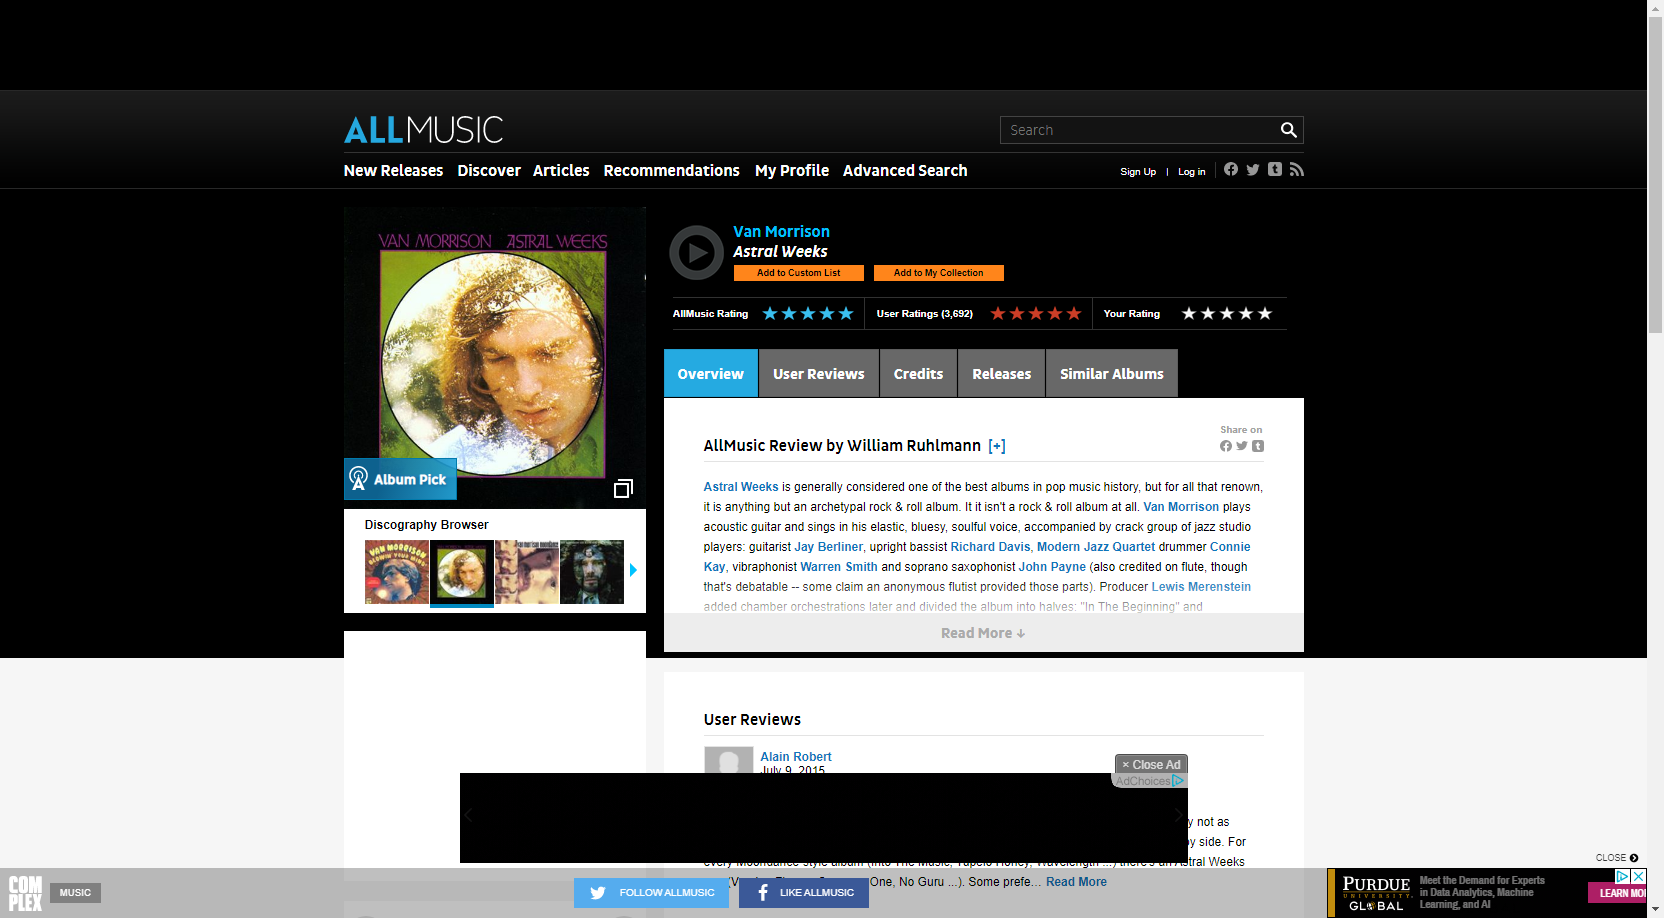 ALLMUSIC
Search
New Releases Discover Articles Recommendations My Profile Advanced Search
Sign Up | Log in
VAN MORRISON ASTRAL WEEKS
Album Pick
Discography Browser
Van Morrison
Astral Weeks
Add to Custom List Add to My Collection
AllMusic Rating User Ratings (3,692) Your Rating
Overview User Reviews Credits Releases Similar Albums
Share on
AllMusic Review by William Ruhlmann [+]
Astral Weeks is generally considered one of the best albums in pop music history, but for all that renown,
it is anything but an archetypal rock & roll album. It it isn't a rock & roll album at all. Van Morrison plays
acoustic guitar and sings in his elastic, bluesy, soulful voice, accompanied by crack group of jazz studio
players: guitarist Jay Berliner, upright bassist Richard Davis, Modern Jazz Quartet drummer Connie
Kay, vibraphonist Warren Smith and soprano saxophonist John Payne (also credited on flute, though
that's debatable -- some claim an anonymous flutist provided those parts). Producer Lewis Merenstein
added chamber orchestrations later and divided the album into halves: "In The Beginning" and
Read More ↓
User Reviews
Alain Robert
July 9, 2015
× Close Ad
AdChoices
not as
by side. For
every Moondance-style album (Into The Music, Tupelo Honey, Wavelength ...) there's an Astral Weeks
One, No Guru ...). Some prefe... Read More
CLOSE
COMPLEX
MUSIC
FOLLOW ALLMUSIC
LIKE ALLMUSIC
PURDUE
UNIVERSITY
GLOBAL
Meet the Demand for Experts
in Data Analytics, Machine
Learning, and AI
LEARN MO